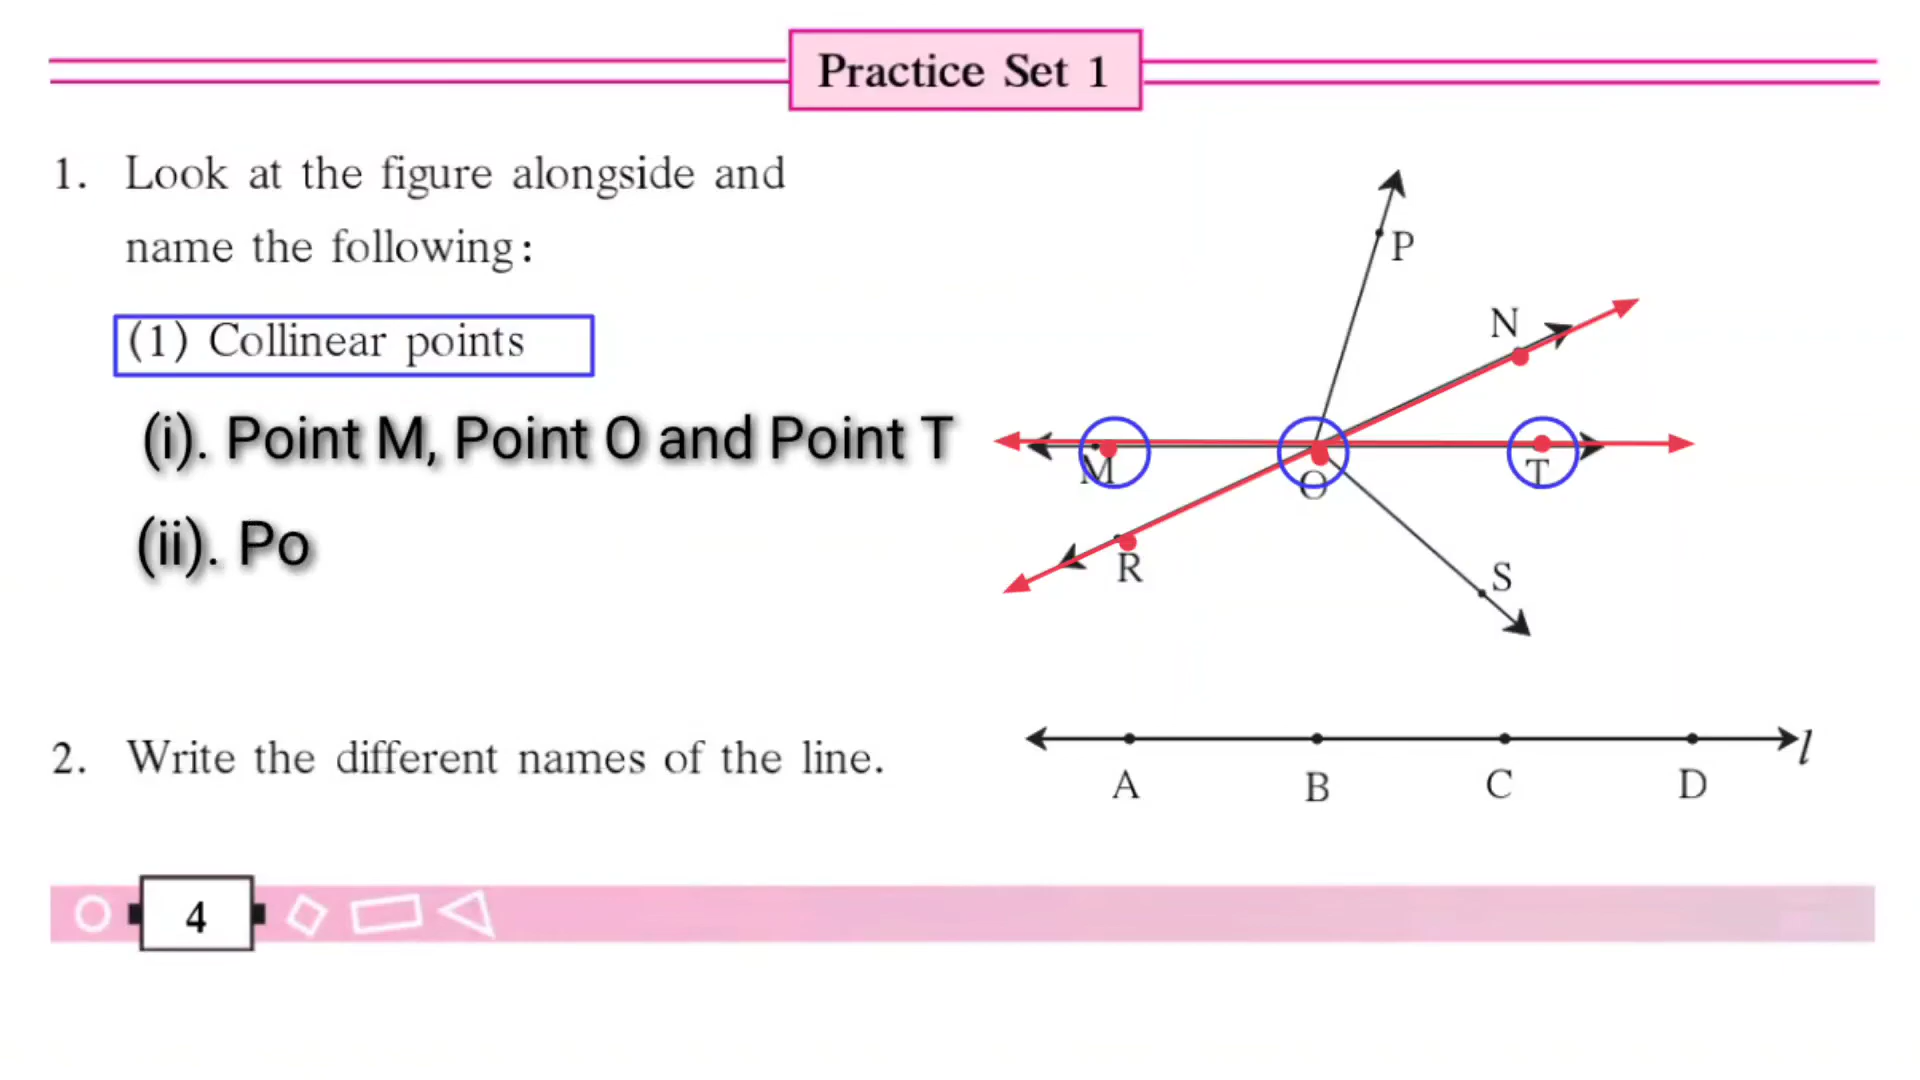 Practice Set 1
1. Look at the figure alongside and
name the following:
(1) Collinear points
(i). Point M, Point O and Point T
(ii). Po
P
N
M
O
T
R
S
2. Write the different names of the line.
l
A B C D
4